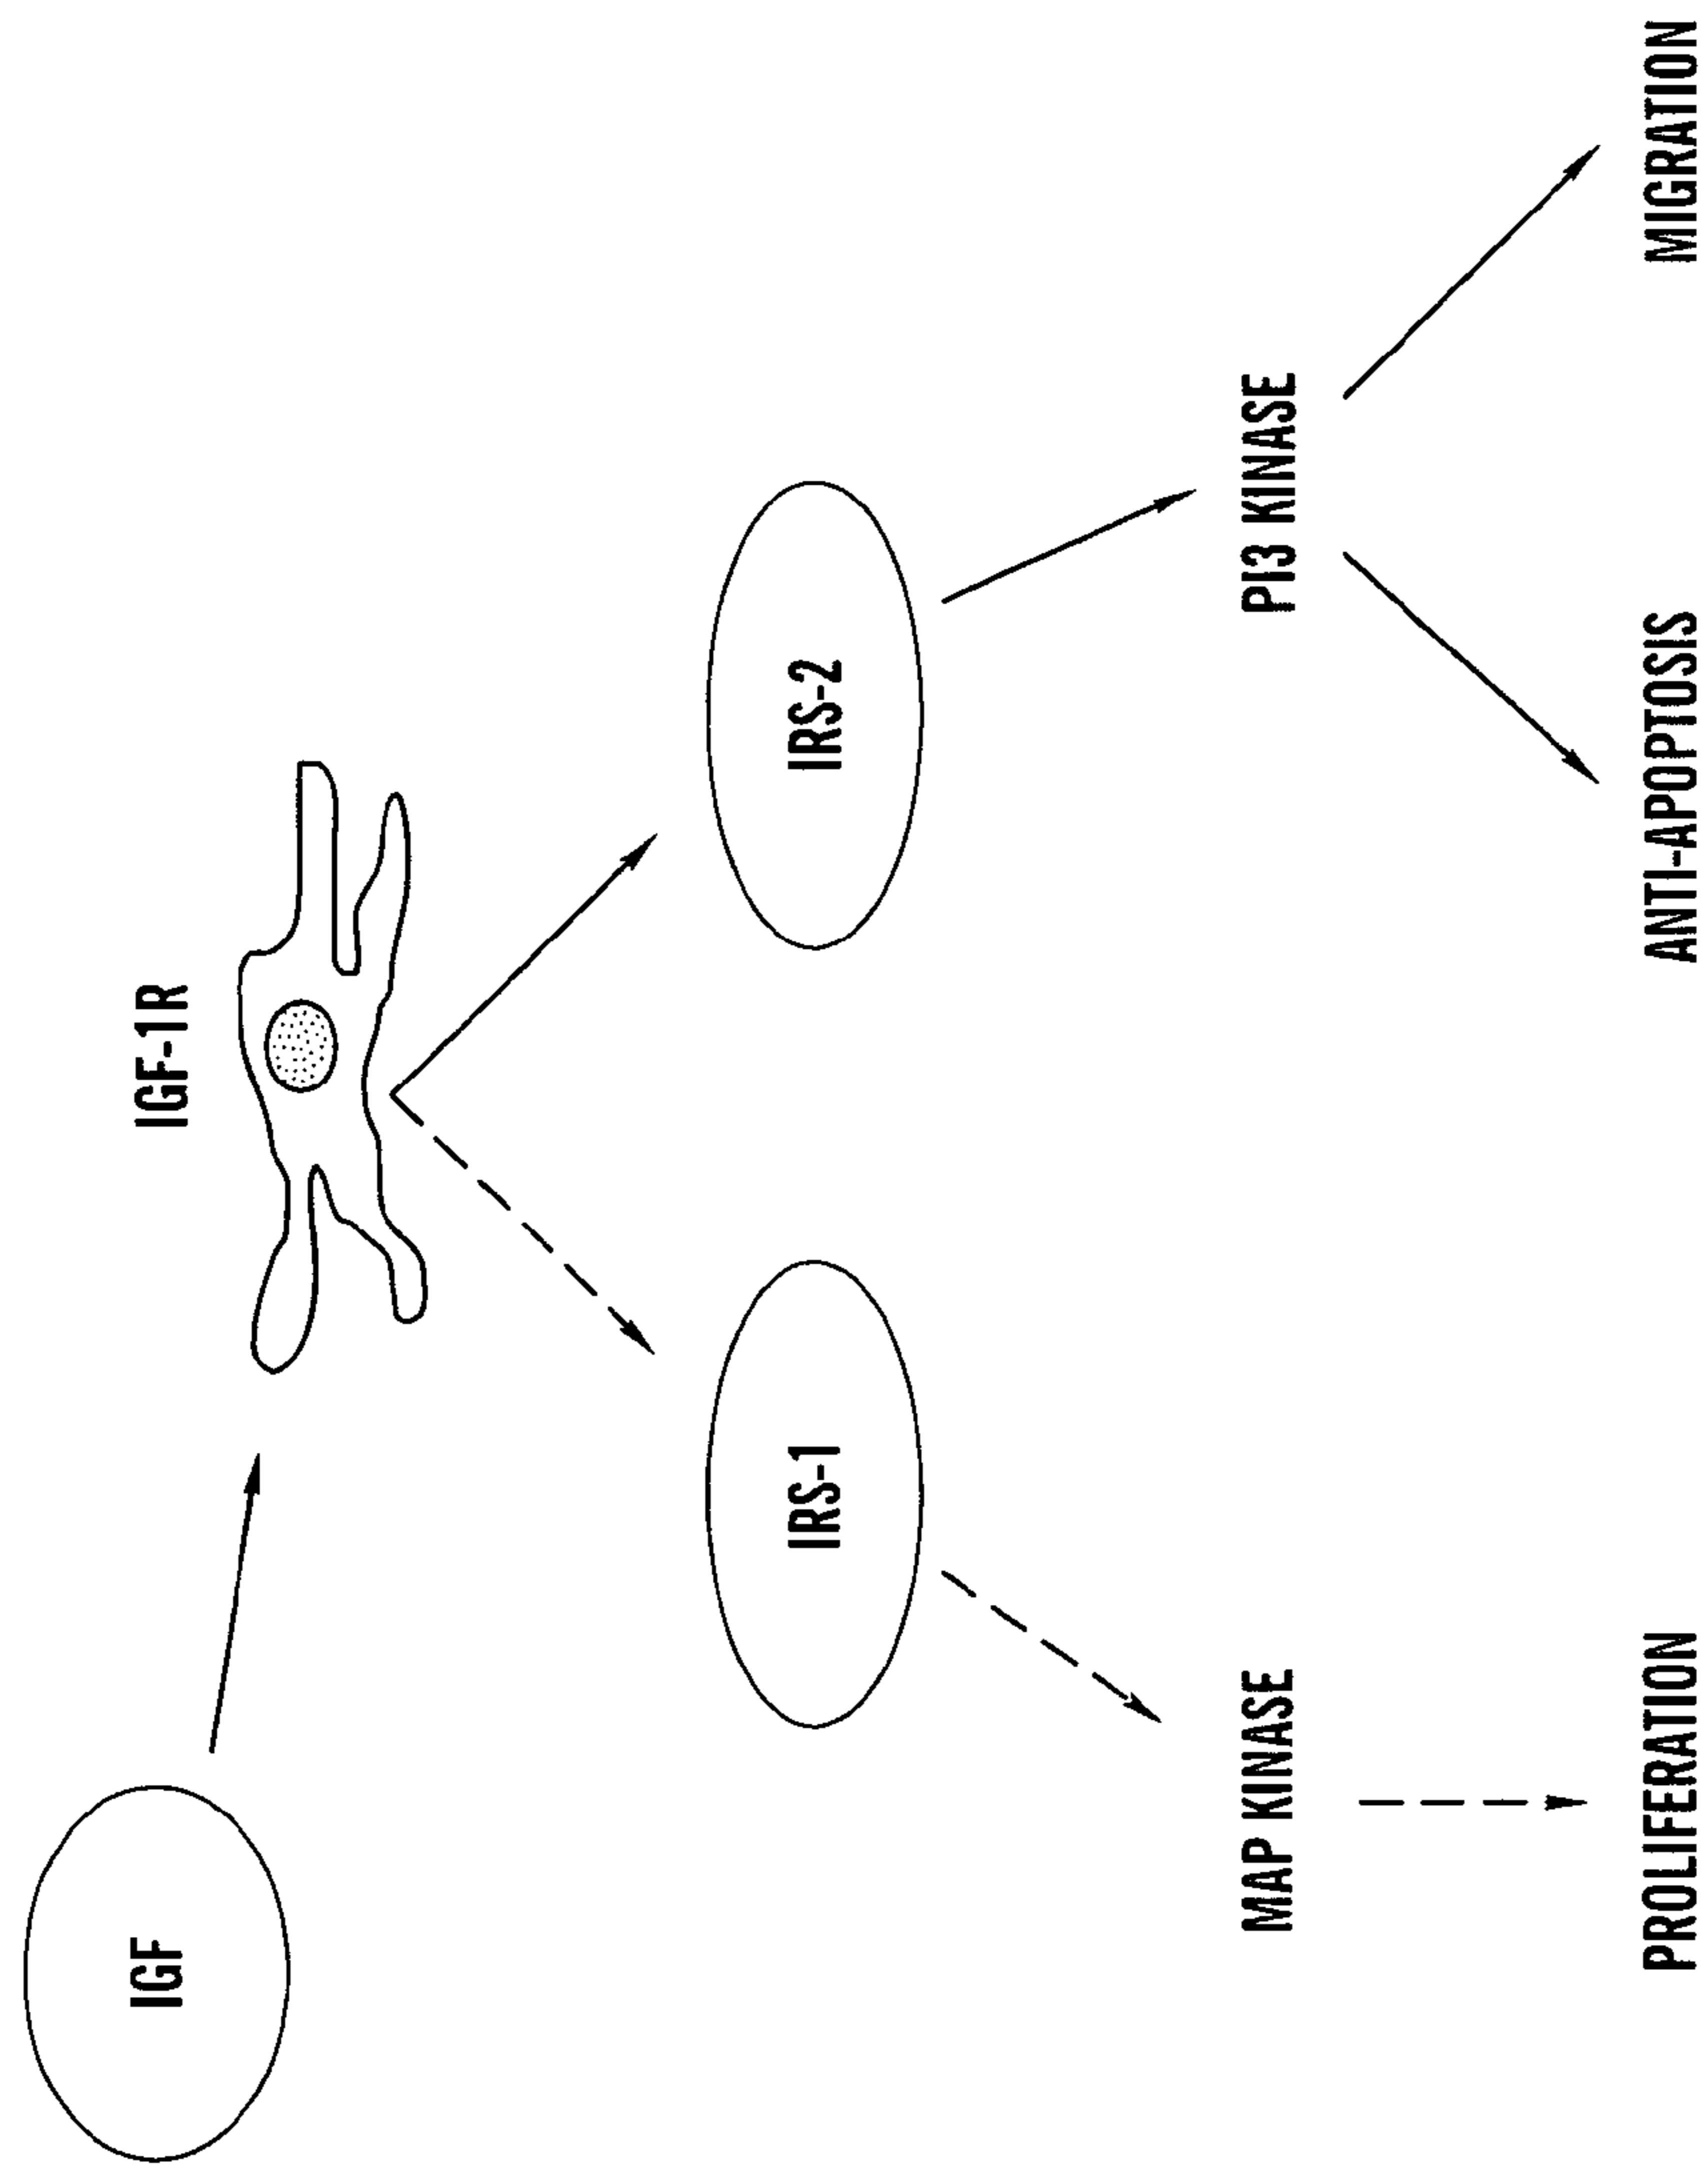 IGF
IGF-1R
IRS-1
IRS-2
MAP KINASE
PI3 KINASE
PROLIFERATION
ANTI-APOPTOSIS
MIGRATION